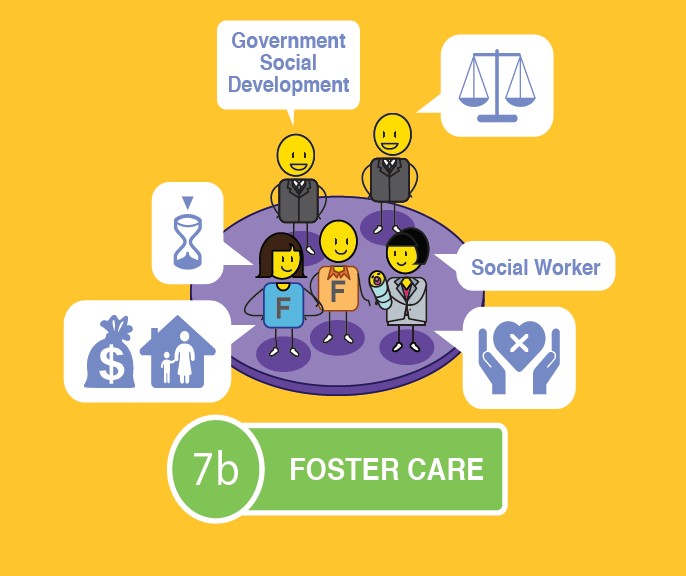 Government
Social
Development
Social Worker
F
F
$
7b
FOSTER CARE